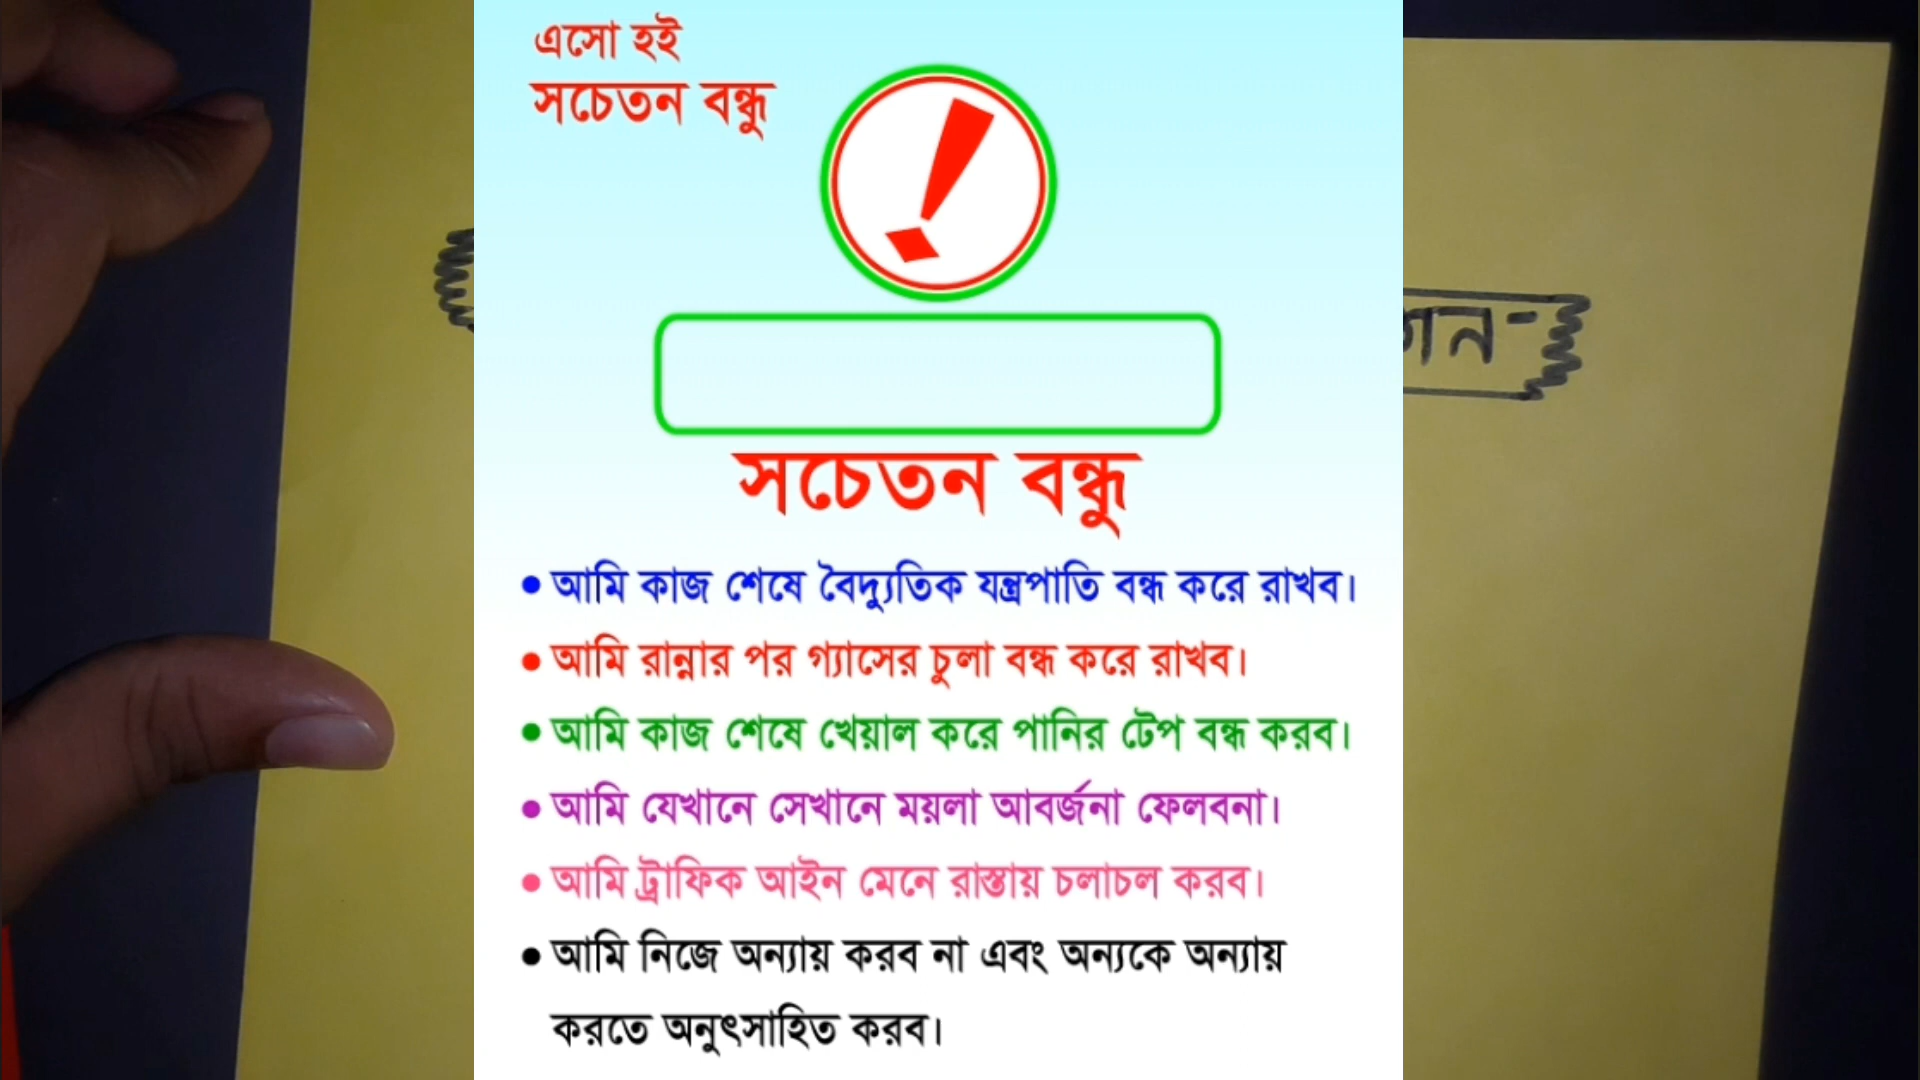 এসো হই
সচেতন বন্ধু
সচেতন বন্ধু
• আমি কাজ শেষে বৈদ্যুতিক যন্ত্রপাতি বন্ধ করে রাখব।
• আমি রান্নার পর গ্যাসের চুলা বন্ধ করে রাখব।
• আমি কাজ শেষে খেয়াল করে পানির টেপ বন্ধ করব।
• আমি যেখানে সেখানে ময়লা আবর্জনা ফেলবনা।
• আমি ট্রাফিক আইন মেনে রাস্তায় চলাচল করব।
• আমি নিজে অন্যায় করব না এবং অন্যকে অন্যায়
করতে অনুৎসাহিত করব।